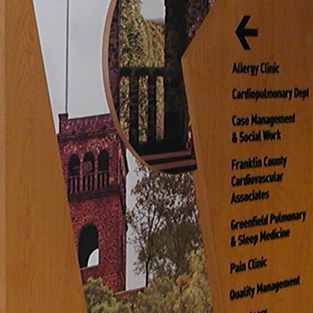 Allergy Clinic
Cardiopulmonary Dept
Case Management
& Social Work
Franklin County
Cardiovascular
Associates
Greenfield Pulmonary
& Sleep Medicine
Pain Clinic
Quality Management